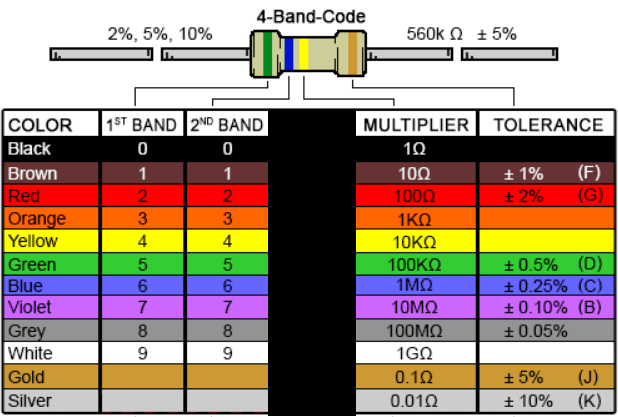 4-Band-Code
2%, 5%, 10% 560k Ω ± 5%
COLOR 1ST BAND 2ND BAND MULTIPLIER TOLERANCE
Black 0 0 1Ω
Brown 1 1 10Ω ± 1% (F)
Red 2 2 100Ω ± 2% (G)
Orange 3 3 1KΩ
Yellow 4 4 10KΩ
Green 5 5 100KΩ ± 0.5% (D)
Blue 6 6 1MΩ ± 0.25% (C)
Violet 7 7 10MΩ ± 0.10% (B)
Grey 8 8 100MΩ ± 0.05%
White 9 9 1GΩ
Gold 0.1Ω ± 5% (J)
Silver 0.01Ω ± 10% (K)